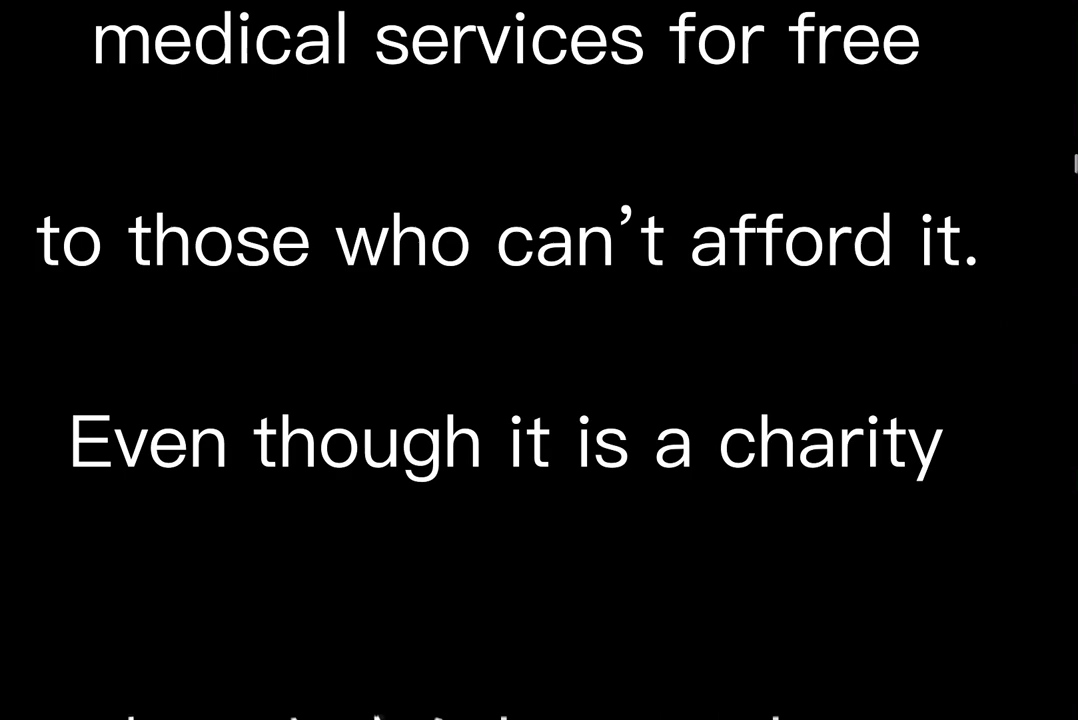 medical services for free
to those who can’t afford it.
Even though it is a charity